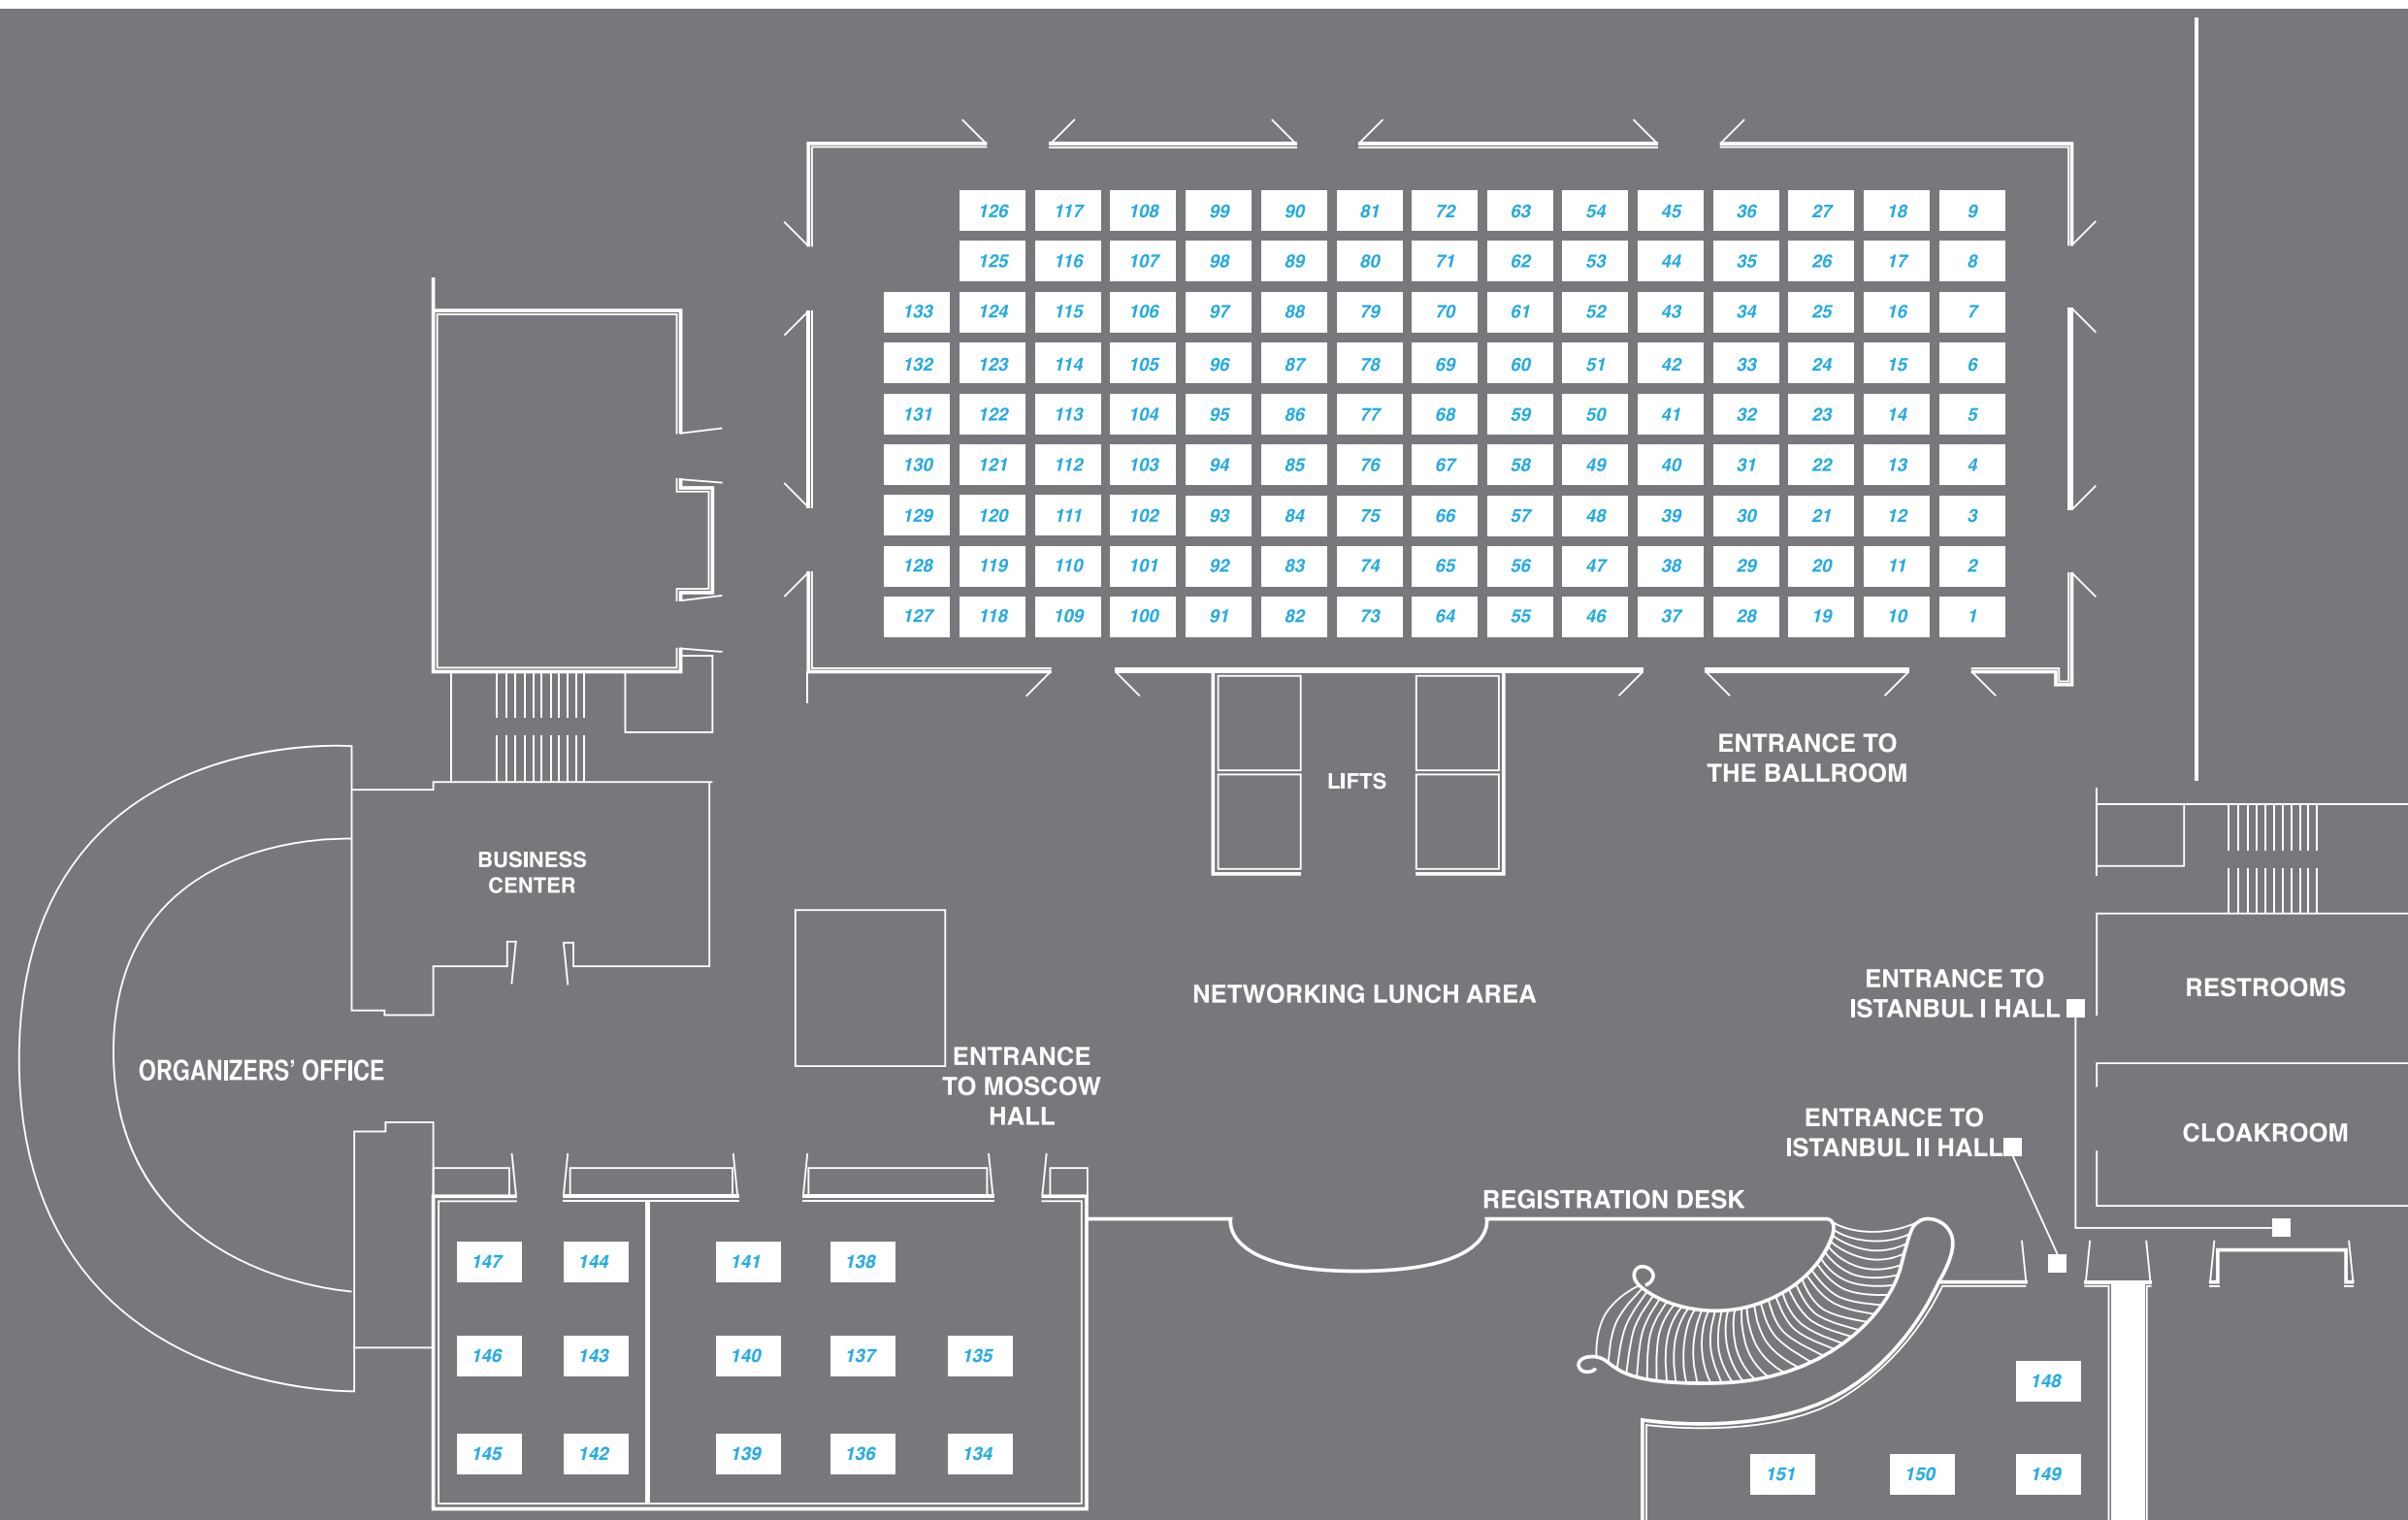 126 117 108 99 90 81 72 63 54 45 36 27 18 9
125 116 107 98 89 80 71 62 53 44 35 26 17 8
133 124 115 106 97 88 79 70 61 52 43 34 25 16 7
132 123 114 105 96 87 78 69 60 51 42 33 24 15 6
131 122 113 104 95 86 77 68 59 50 41 32 23 14 5
130 121 112 103 94 85 76 67 58 49 40 31 22 13 4
129 120 111 102 93 84 75 66 57 48 39 30 21 12 3
128 119 110 101 92 83 74 65 56 47 38 29 20 11 2
127 118 109 100 91 82 73 64 55 46 37 28 19 10 1
ENTRANCE TO
THE BALLROOM
LIFTS
BUSINESS
CENTER
NETWORKING LUNCH AREA
ENTRANCE TO
ISTANBUL I HALL
RESTROOMS
ORGANIZERS' OFFICE
ENTRANCE
TO MOSCOW
HALL
ENTRANCE TO
ISTANBUL II HALL
CLOAKROOM
REGISTRATION DESK
147 144 141 138
146 143 140 137 135
145 142 139 136 134
148
151 150 149